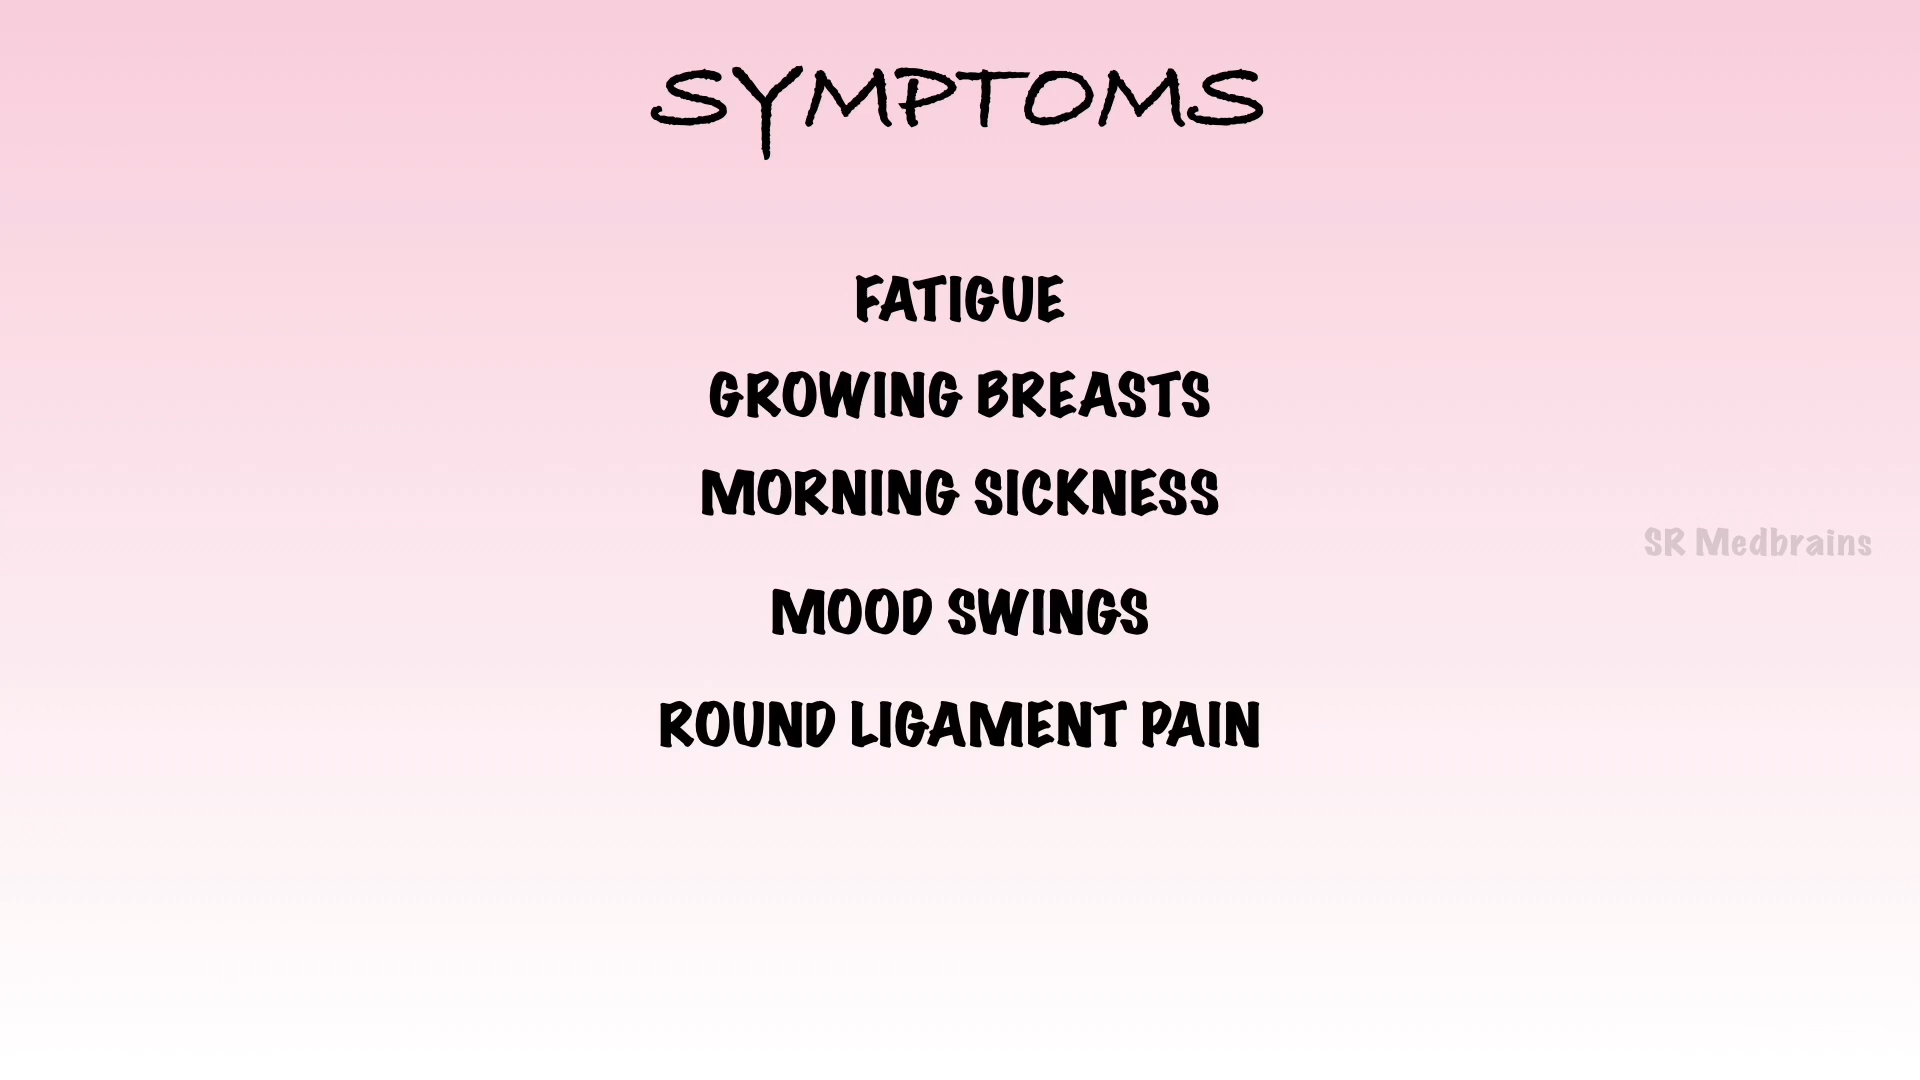 SYMPTOMS
FATIGUE
GROWING BREASTS
MORNING SICKNESS
SR Medbrains
MOOD SWINGS
ROUND LIGAMENT PAIN